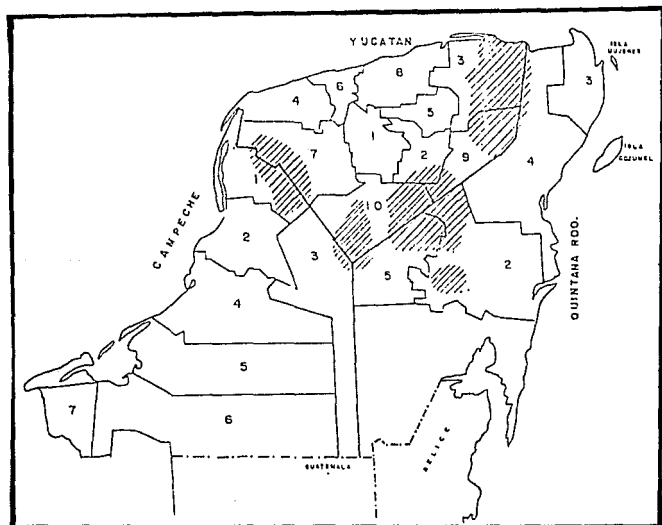 YUCATAN
ISLA
MUJERES
3
3
6
8
4
5
1
ISLA
COZUMEL
2
7
9
4
1
10
CAMPECHE
2
3
QUINTANA ROO.
5
2
4
5
BELICE
7
6
GUATEMALA